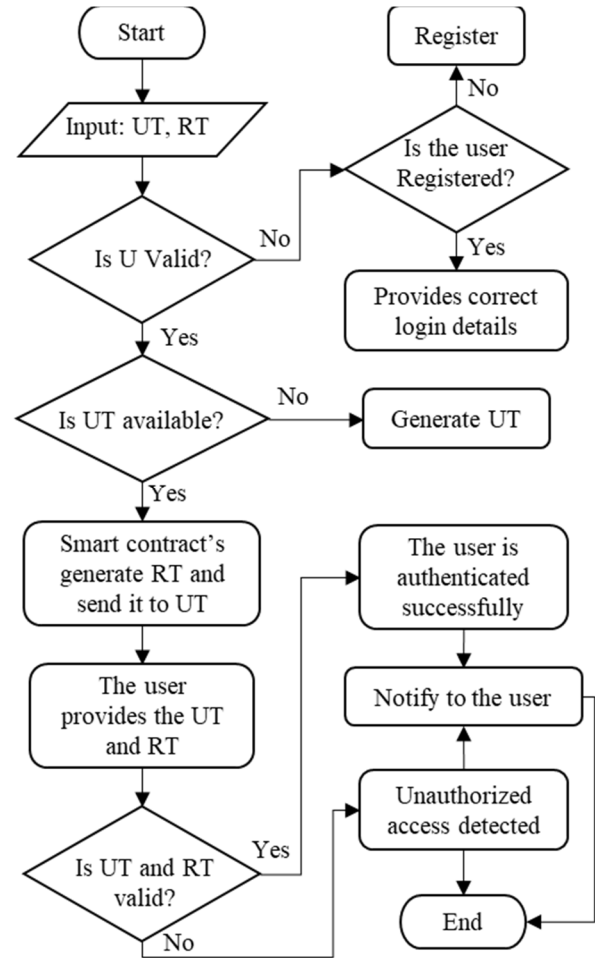 Start
Register
No
Input: UT, RT
Is the user
Registered?
No
Is U Valid?
Yes
Provides correct
login details
Yes
No
Is UT available?
Generate UT
Yes
Smart contract's
generate RT and
send it to UT
The user is
authenticated
successfully
The user
provides the UT
and RT
Notify to the user
Unauthorized
access detected
Yes
Is UT and RT
valid?
No
End